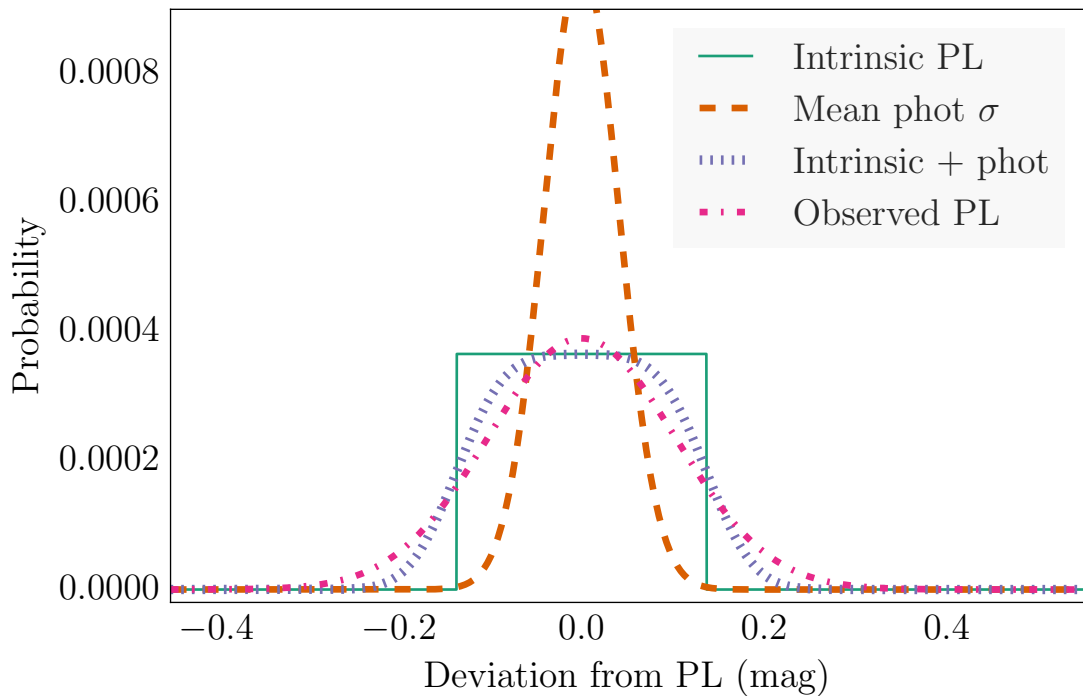 0.0008
0.0006
0.0004
0.0002
0.0000
Probability
Intrinsic PL
Mean phot σ
Intrinsic + phot
Observed PL
−0.4 −0.2 0.0 0.2 0.4
Deviation from PL (mag)